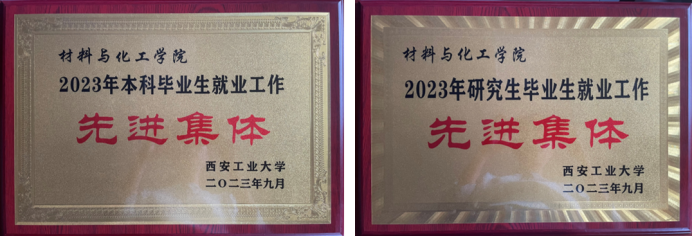 材料与化工学院
2023年本科毕业生就业工作
先进集体
西安工业大学
二〇二三年九月
材料与化工学院
2023年研究生毕业生就业工作
先进集体
西安工业大学
二〇二三年九月